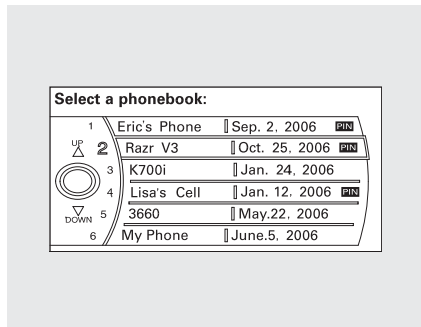 Select a phonebook:
1 Eric's Phone Sep. 2, 2006 PIN
UP 2 Razr V3 Oct. 25, 2006 PIN
3 K700i Jan. 24, 2006
4 Lisa's Cell Jan. 12, 2006 PIN
DOWN 5 3660 May.22, 2006
6 My Phone June.5, 2006